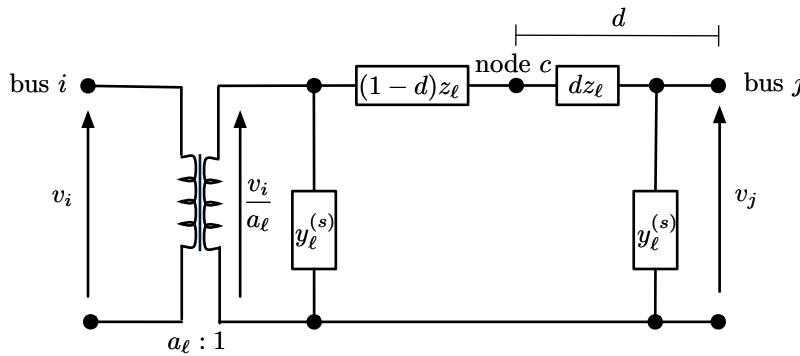 d
node c
bus i
(1 − d)z_ℓ
dz_ℓ
bus j
v_i
v_i/a_ℓ
y_ℓ^(s)
y_ℓ^(s)
v_j
a_ℓ : 1